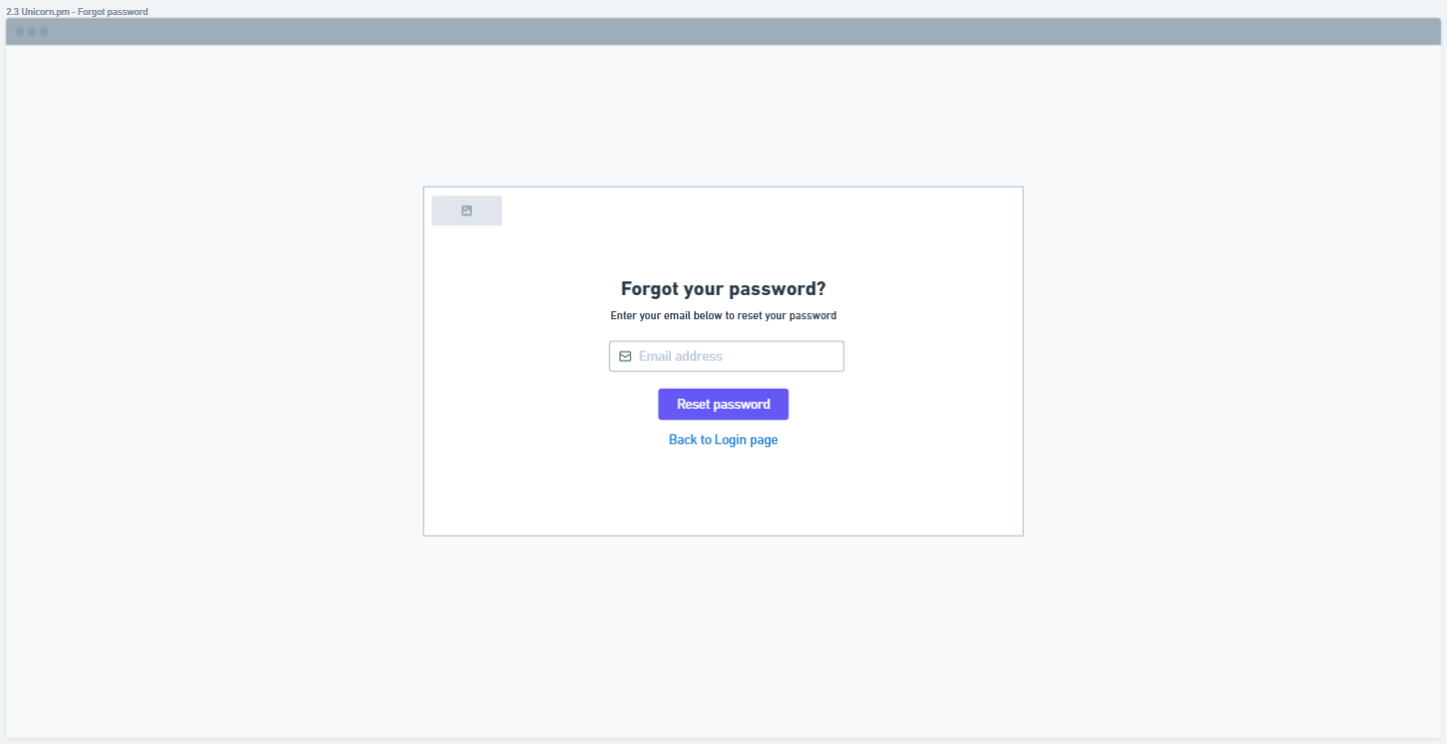 2.3 Unicorn.pm - Forgot password
Forgot your password?
Enter your email below to reset your password
Email address
Reset password
Back to Login page